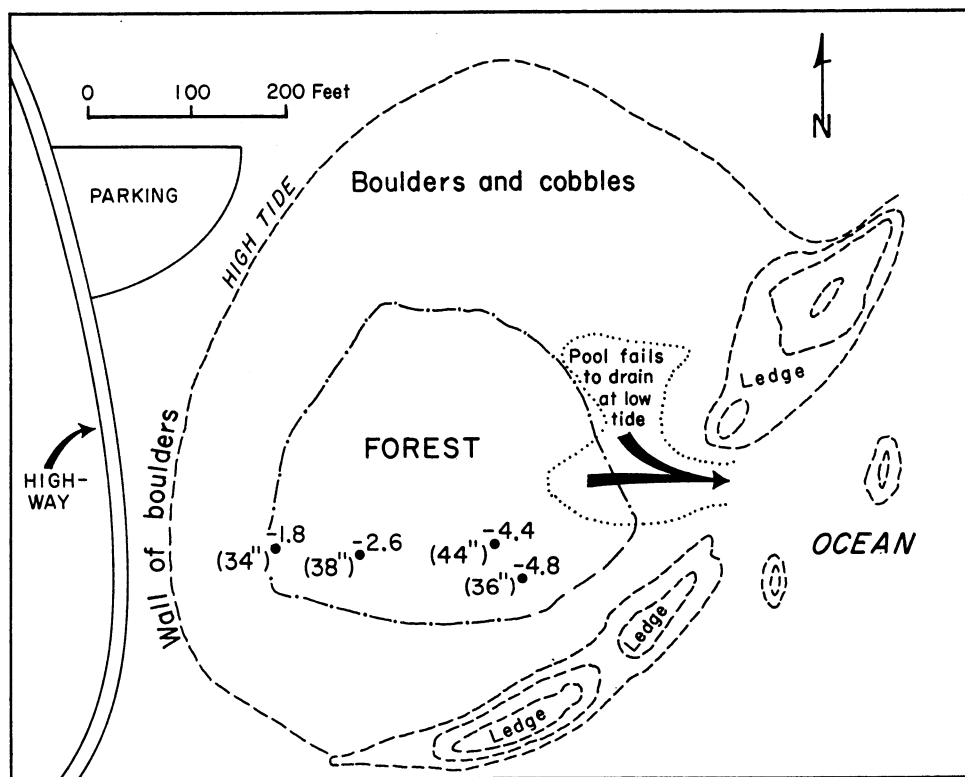 0 100 200 Feet
N
PARKING
Boulders and cobbles
HIGH TIDE
Pool fails
to drain
at low
tide
Ledge
Wall of boulders
FOREST
HIGH-
WAY
OCEAN
-1.8
(34")
-2.6
(38")
-4.4
(44")
-4.8
(36")
Ledge
Ledge